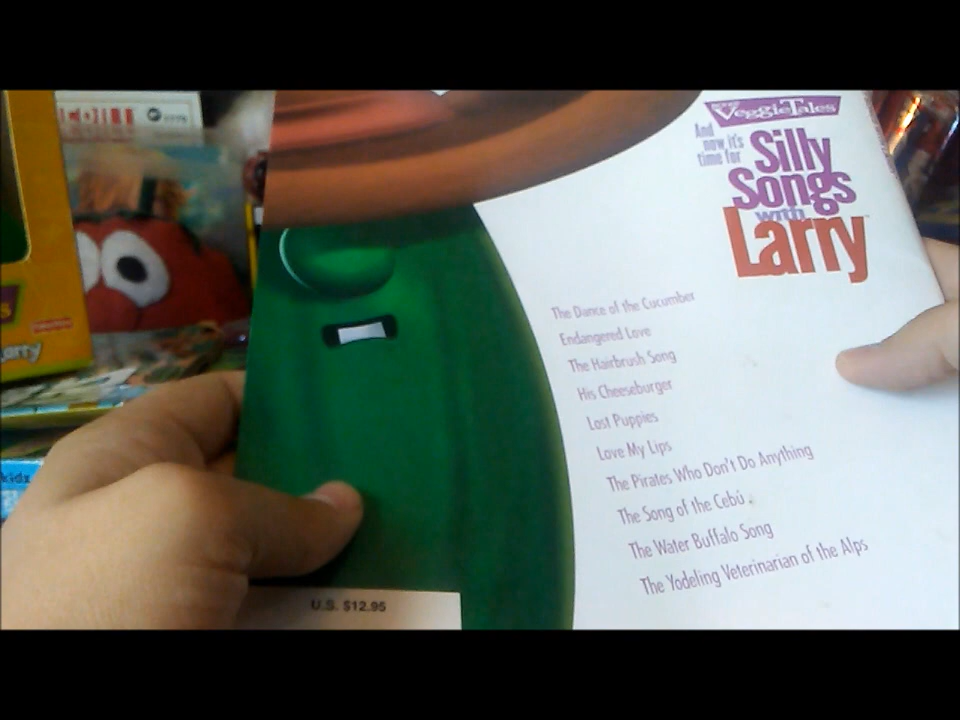 VeggieTales
And
now it's
time for
Silly
Songs
with
Larry
The Dance of the Cucumber
Endangered Love
The Hairbrush Song
His Cheeseburger
Lost Puppies
Love My Lips
The Pirates Who Don't Do Anything
The Song of the Cebú
The Water Buffalo Song
The Yodeling Veterinarian of the Alps
U.S. $12.95
Larry
kidz